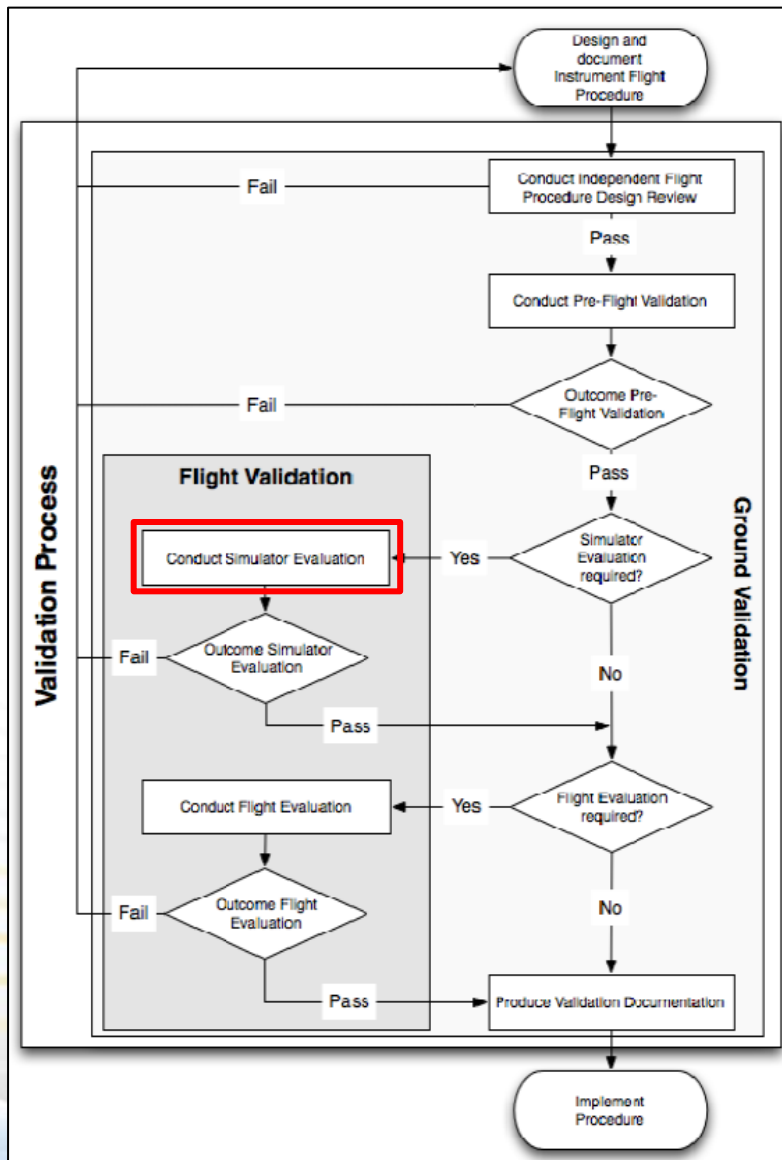 Design and
document
Instrument Flight
Procedure
Fail
Conduct Independent Flight
Procedure Design Review
Pass
Conduct Pre-Flight Validation
Fail
Outcome Pre-
Flight Validation
Pass
Validation Process
Flight Validation
Ground Validation
Conduct Simulator Evaluation
Yes
Simulator
Evaluation
required?
Fail
Outcome Simulator
Evaluation
No
Pass
Conduct Flight Evaluation
Yes
Flight Evaluation
required?
Fail
Outcome Flight
Evaluation
No
Pass
Produce Validation Documentation
Implement
Procedure